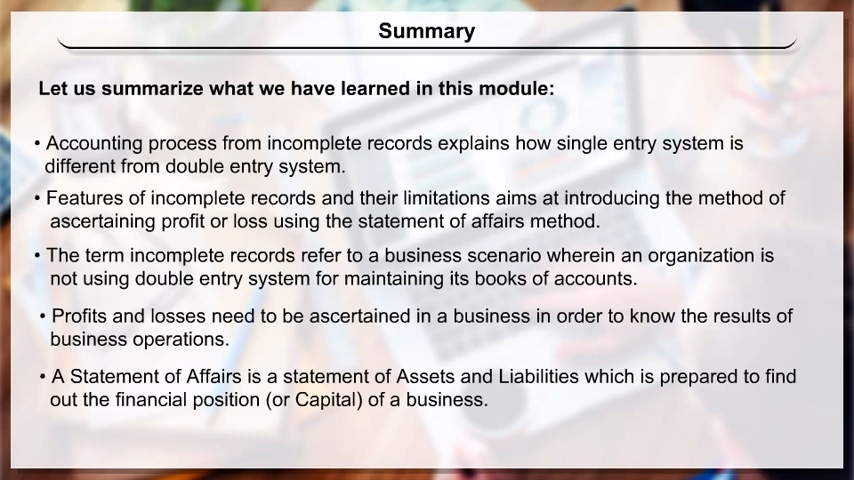 Summary
Let us summarize what we have learned in this module:
• Accounting process from incomplete records explains how single entry system is
different from double entry system.
• Features of incomplete records and their limitations aims at introducing the method of
ascertaining profit or loss using the statement of affairs method.
• The term incomplete records refer to a business scenario wherein an organization is
not using double entry system for maintaining its books of accounts.
• Profits and losses need to be ascertained in a business in order to know the results of
business operations.
• A Statement of Affairs is a statement of Assets and Liabilities which is prepared to find
out the financial position (or Capital) of a business.